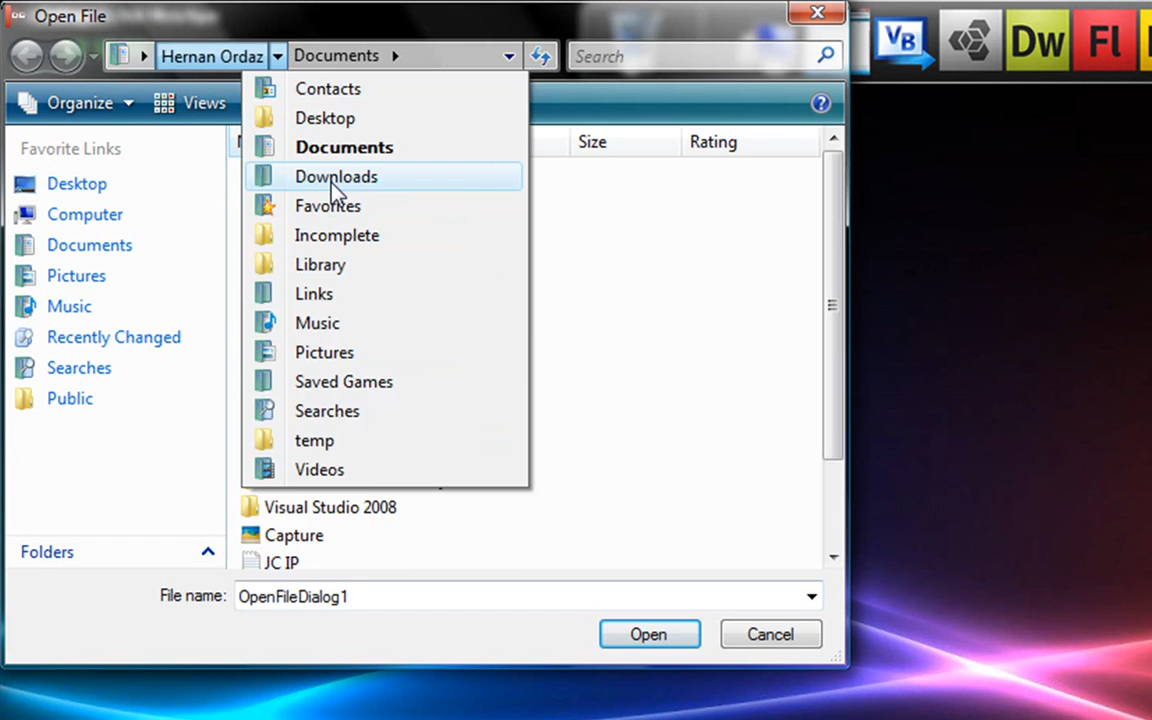 Open File
Hernan Ordaz
Documents
Search
Organize
Views
Favorite Links
Desktop
Computer
Documents
Pictures
Music
Recently Changed
Searches
Public
Folders
Size
Rating
Contacts
Desktop
Documents
Downloads
Favorites
Incomplete
Library
Links
Music
Pictures
Saved Games
Searches
temp
Videos
Visual Studio 2008
Capture
JC IP
File name:
OpenFileDialog1
Open
Cancel
VB
Dw
Fl